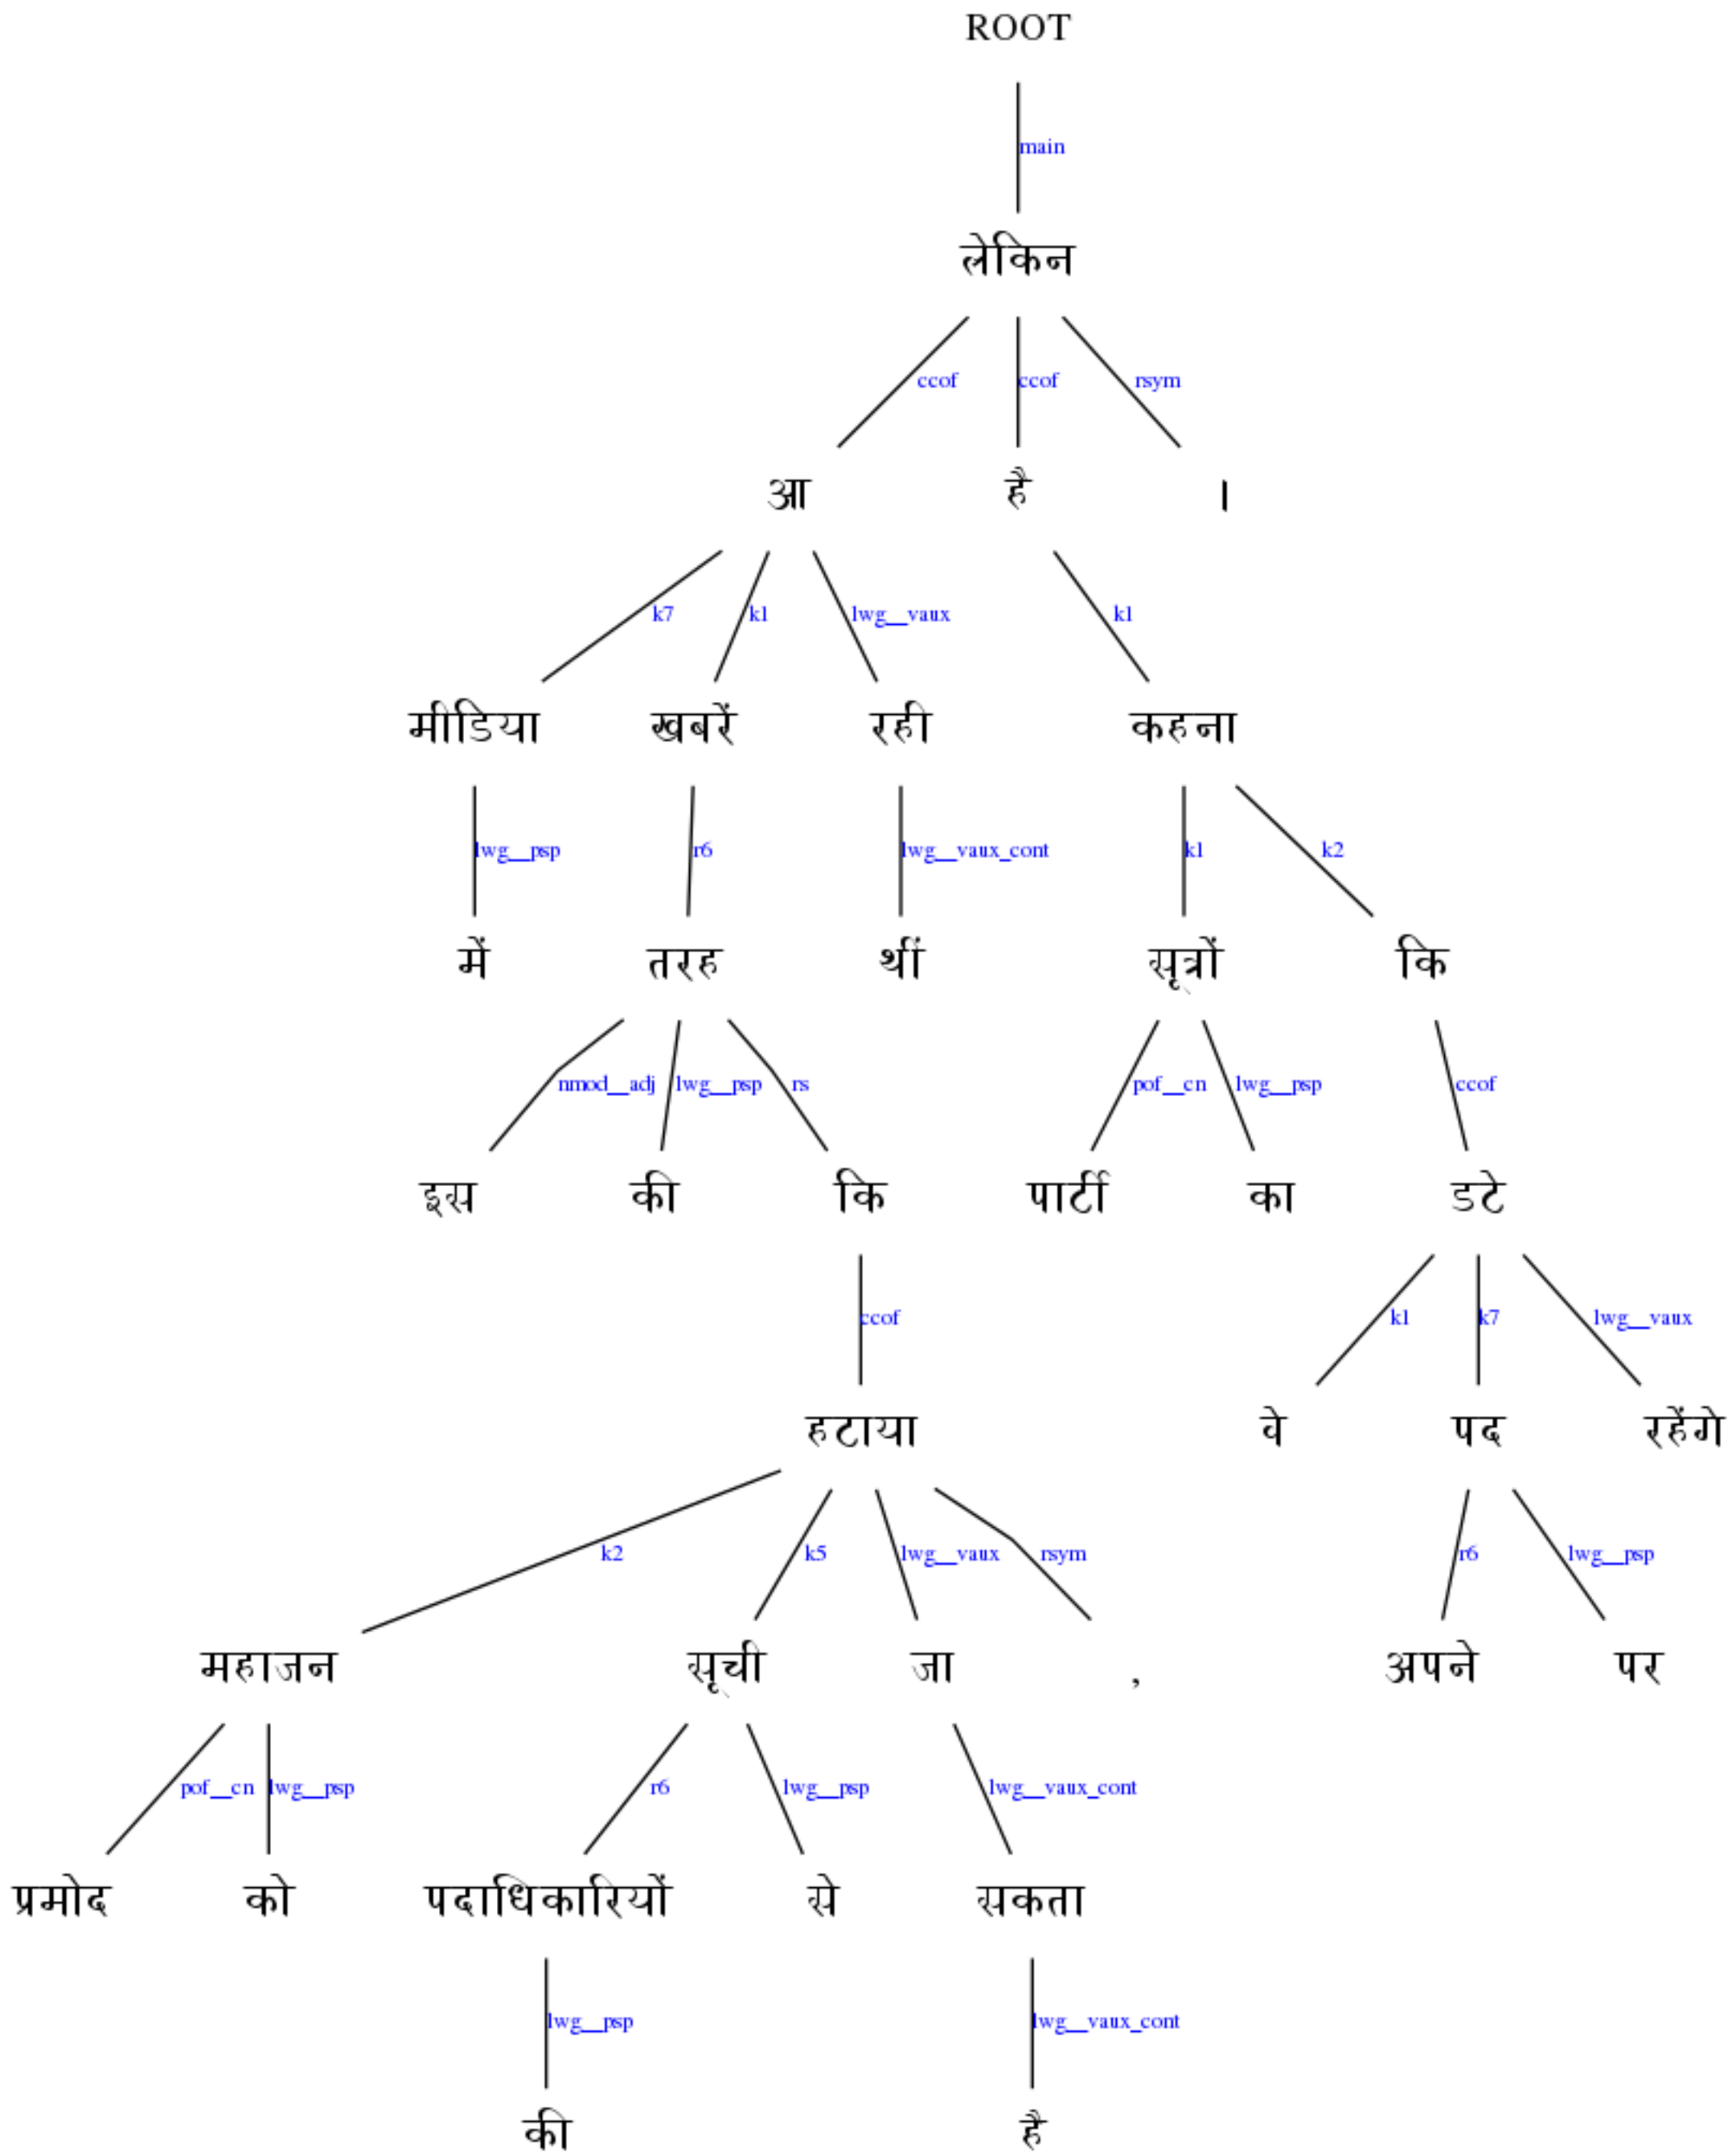 ROOT
main
लेकिन
ccof ccof rsym
आ है ।
k7 k1 lwg__vaux k1
मीडिया खबरें रही कहना
lwg__psp r6 lwg__vaux_cont k1 k2
में तरह थीं सूत्रों कि
nmod__adj lwg__psp rs pof__cn lwg__psp ccof
इस की कि पार्टी का डटे
ccof k1 k7 lwg__vaux
हटाया वे पद रहेंगे
k2 k5 lwg__vaux rsym r6 lwg__psp
महाजन सूची जा , अपने पर
pof__cn lwg__psp r6 lwg__psp lwg__vaux_cont
प्रमोद को पदाधिकारियों से सकता
lwg__psp lwg__vaux_cont
की है